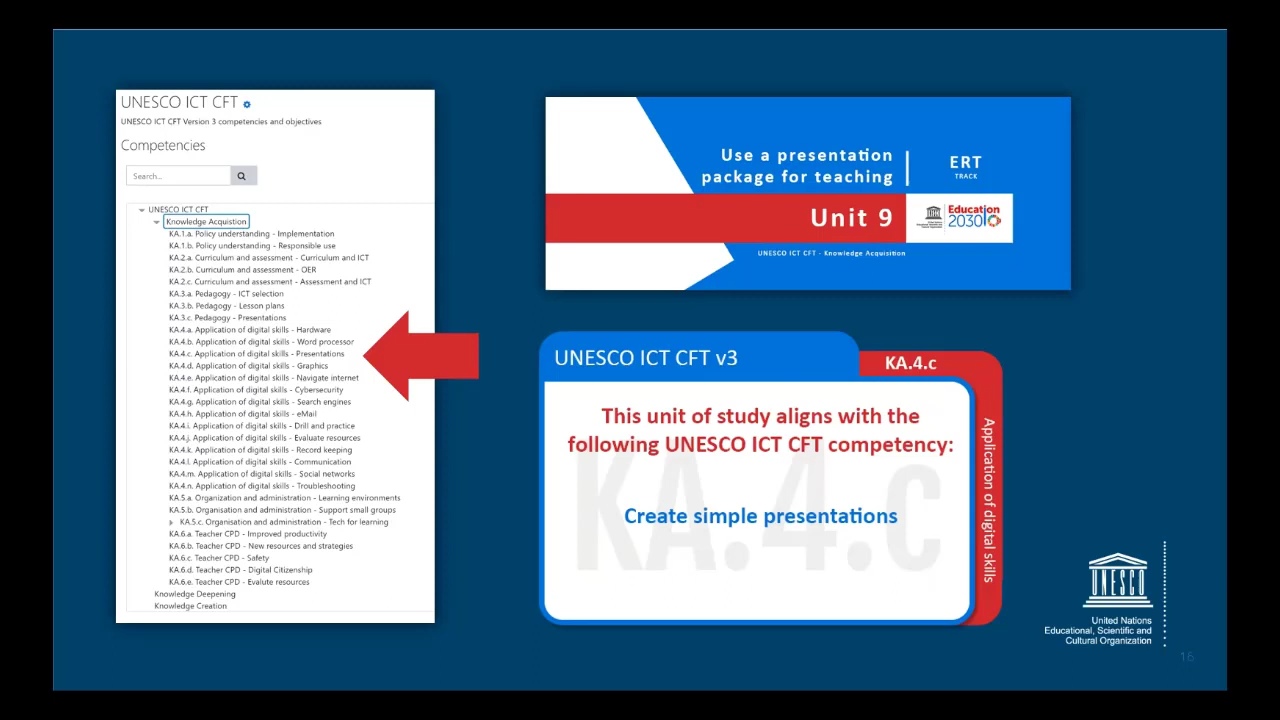 UNESCO ICT CFT
UNESCO ICT CFT Version 3 competencies and objectives
Competencies
Search...
UNESCO ICT CFT
Knowledge Acquistion
KA.1.a. Policy understanding - Implementation
KA.1.b. Policy understanding - Responsible use
KA.2.a. Curriculum and assessment - Curriculum and ICT
KA.2.b. Curriculum and assessment - OER
KA.2.c. Curriculum and assessment - Assessment and ICT
KA.3.a. Pedagogy - ICT selection
KA.3.b. Pedagogy - Lesson plans
KA.3.c. Pedagogy - Presentations
KA.4.a. Application of digital skills - Hardware
KA.4.b. Application of digital skills - Word processor
KA.4.c. Application of digital skills - Presentations
KA.4.d. Application of digital skills - Graphics
KA.4.e. Application of digital skills - Navigate internet
KA.4.f. Application of digital skills - Cybersecurity
KA.4.g. Application of digital skills - Search engines
KA.4.h. Application of digital skills - eMail
KA.4.i. Application of digital skills - Drill and practice
KA.4.j. Application of digital skills - Evaluate resources
KA.4.k. Application of digital skills - Record keeping
KA.4.l. Application of digital skills - Communication
KA.4.m. Application of digital skills - Social networks
KA.4.n. Application of digital skills - Troubleshooting
KA.5.a. Organization and administration - Learning environments
KA.5.b. Organisation and administration - Support small groups
KA.5.c. Organisation and administration - Tech for learning
KA.6.a. Teacher CPD - Improved productivity
KA.6.b. Teacher CPD - New resources and strategies
KA.6.c. Teacher CPD - Safety
KA.6.d. Teacher CPD - Digital Citizenship
KA.6.e. Teacher CPD - Evalute resources
Knowledge Deepening
Knowledge Creation
Use a presentation
package for teaching
ERT
TRACK
Unit 9
Education
2030
UNESCO ICT CFT - Knowledge Acquisition
UNESCO ICT CFT v3
KA.4.c
This unit of study aligns with the
following UNESCO ICT CFT competency:
Create simple presentations
KA.4.c
Application of digital skills
UNESCO
United Nations
Educational, Scientific and
Cultural Organization
16